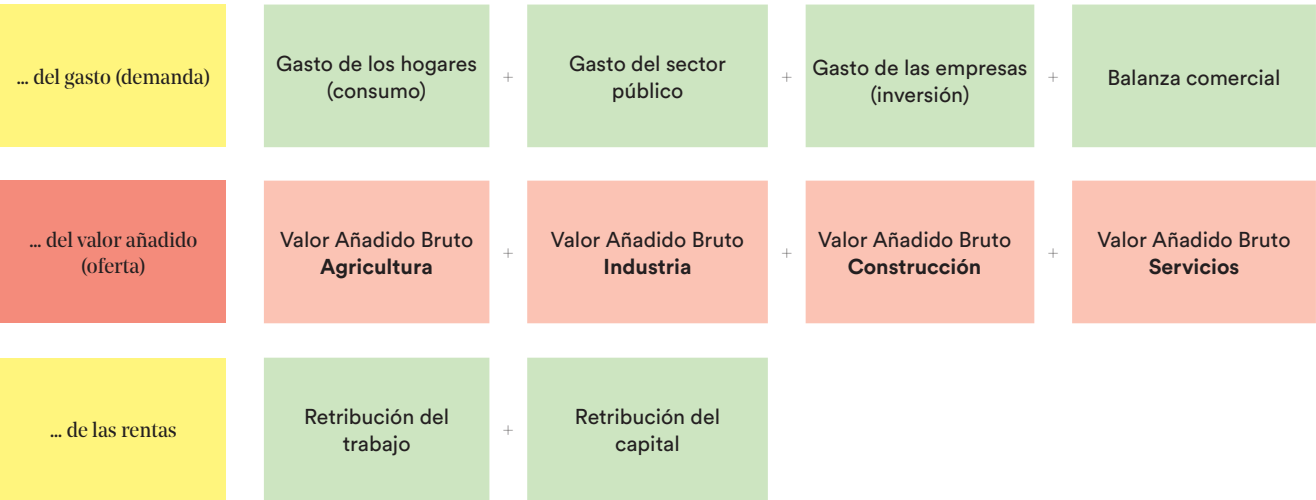 ... del gasto (demanda)
Gasto de los hogares
(consumo)
+
Gasto del sector
público
+
Gasto de las empresas
(inversión)
+
Balanza comercial
... del valor añadido
(oferta)
Valor Añadido Bruto
Agricultura
+
Valor Añadido Bruto
Industria
+
Valor Añadido Bruto
Construcción
+
Valor Añadido Bruto
Servicios
... de las rentas
Retribución del
trabajo
+
Retribución del
capital